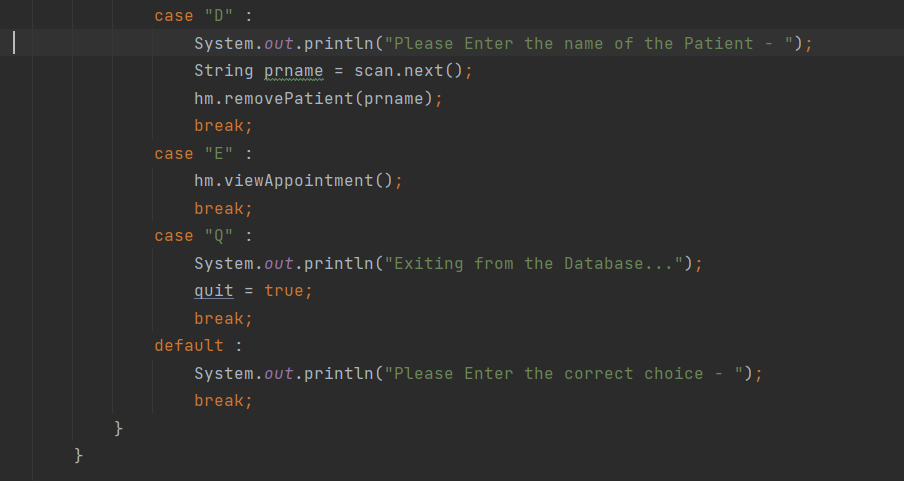 case "D" :
System.out.println("Please Enter the name of the Patient - ");
String prname = scan.next();
hm.removePatient(prname);
break;
case "E" :
hm.viewAppointment();
break;
case "Q" :
System.out.println("Exiting from the Database...");
quit = true;
break;
default :
System.out.println("Please Enter the correct choice - ");
break;
}
}